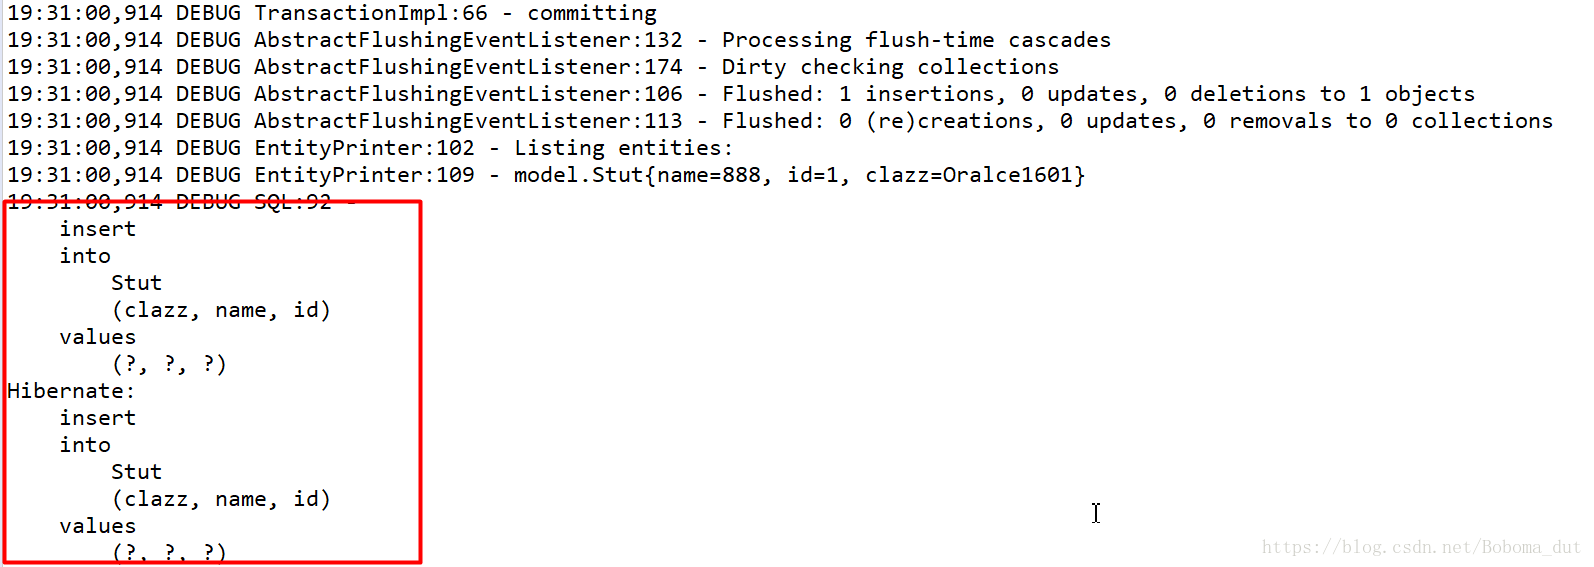 19:31:00,914 DEBUG TransactionImpl:66 - committing
19:31:00,914 DEBUG AbstractFlushingEventListener:132 - Processing flush-time cascades
19:31:00,914 DEBUG AbstractFlushingEventListener:174 - Dirty checking collections
19:31:00,914 DEBUG AbstractFlushingEventListener:106 - Flushed: 1 insertions, 0 updates, 0 deletions to 1 objects
19:31:00,914 DEBUG AbstractFlushingEventListener:113 - Flushed: 0 (re)creations, 0 updates, 0 removals to 0 collections
19:31:00,914 DEBUG EntityPrinter:102 - Listing entities:
19:31:00,914 DEBUG EntityPrinter:109 - model.Stut{name=888, id=1, clazz=Oralce1601}
19:31:00,914 DEBUG SQL:92 -
insert
into
Stut
(clazz, name, id)
values
(?, ?, ?)
Hibernate:
insert
into
Stut
(clazz, name, id)
values
(?, ?, ?)
https://blog.csdn.net/Boboma_dut